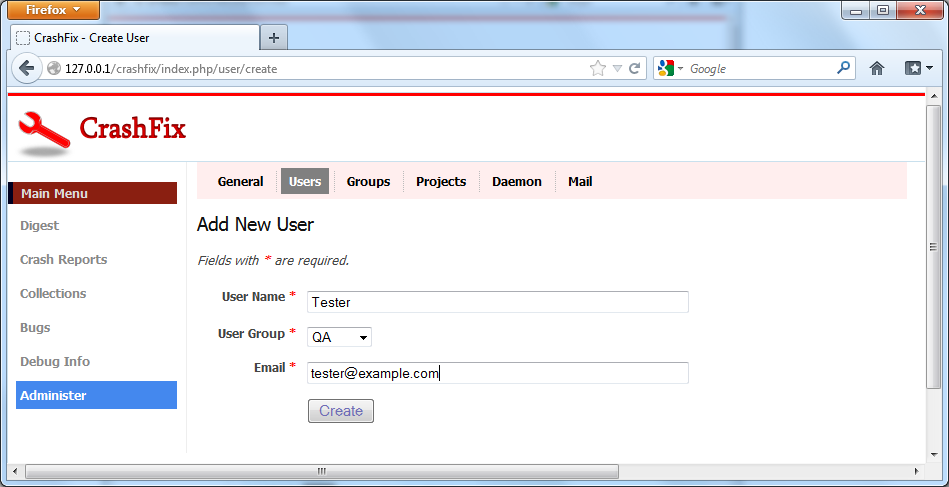 Firefox
CrashFix - Create User
127.0.0.1/crashfix/index.php/user/create
Google
CrashFix
General Users Groups Projects Daemon Mail
Main Menu
Digest
Crash Reports
Collections
Bugs
Debug Info
Administer
Add New User
Fields with * are required.
User Name * Tester
User Group * QA
Email * tester@example.com
Create